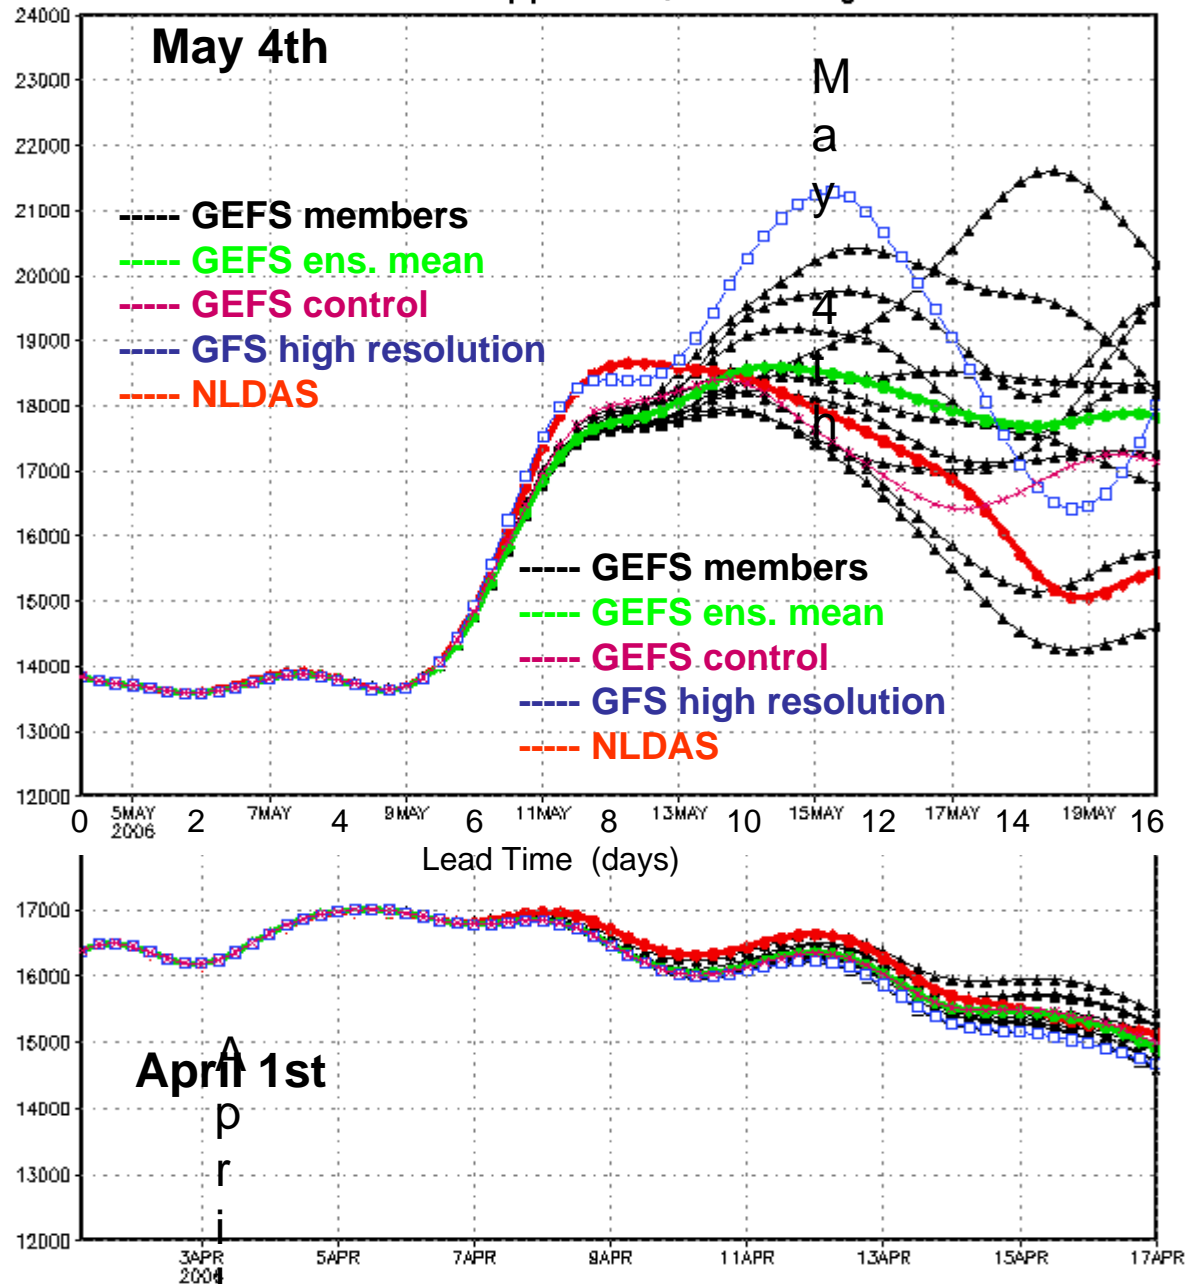 24000
May 4th
23000
22000
21000
20000
19000
18000
17000
16000
15000
14000
13000
12000
----- GEFS members
----- GEFS ens. mean
----- GEFS control
----- GFS high resolution
----- NLDAS
M
a
y
4
t
h
----- GEFS members
----- GEFS ens. mean
----- GEFS control
----- GFS high resolution
----- NLDAS
0 5MAY 2 7MAY 4 9MAY 6 11MAY 8 13MAY 10 15MAY 12 17MAY 14 19MAY 16
2006
Lead Time (days)
17000
16000
15000
14000
13000
12000
April 1st
A
p
r
i
3APR 5APR 7APR 9APR 11APR 13APR 15APR 17APR
2006